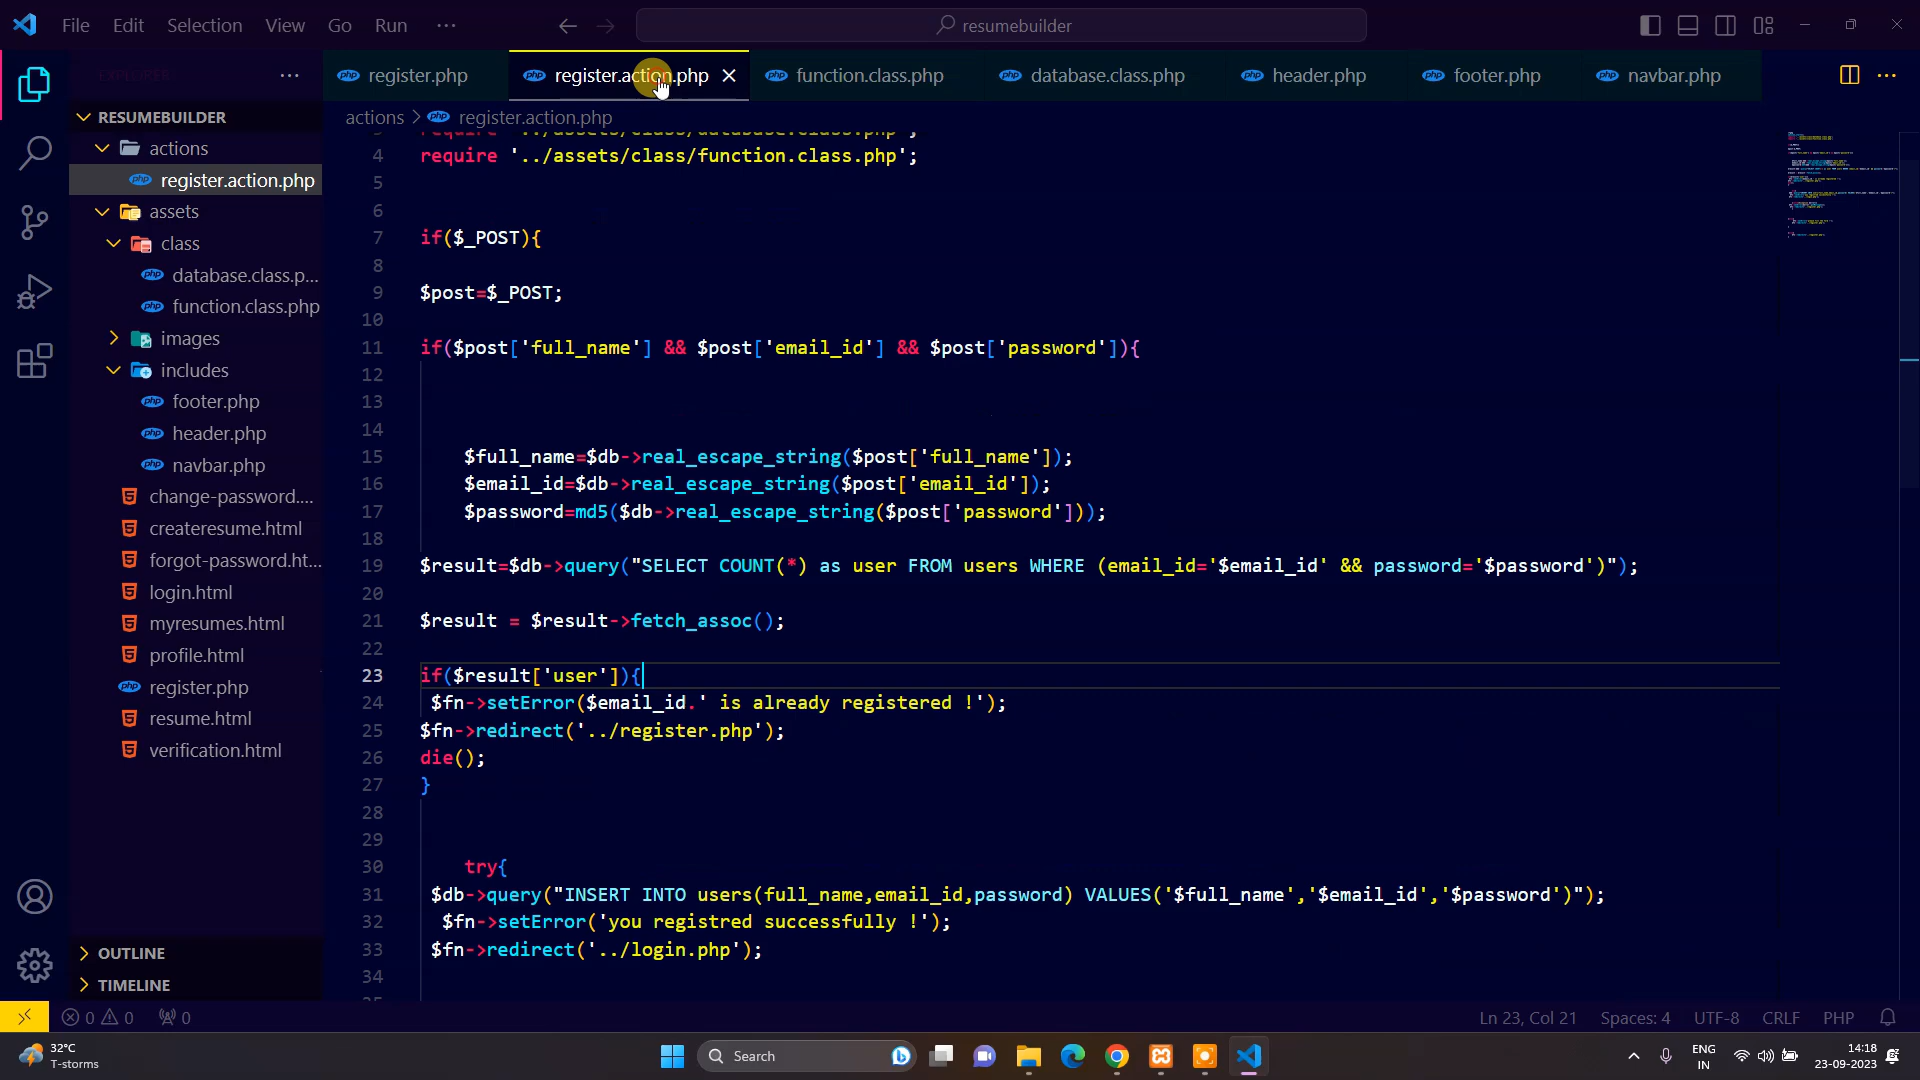 File Edit Selection View Go Run ···
resumebuilder
EXPLORER
register.php
register.action.php
function.class.php
database.class.php
header.php
footer.php
navbar.php
RESUMEBUILDER
actions
register.action.php
assets
class
database.class.p...
function.class.php
images
includes
footer.php
header.php
navbar.php
change-password....
createresume.html
forgot-password.ht...
login.html
myresumes.html
profile.html
register.php
resume.html
verification.html
OUTLINE
TIMELINE
actions > register.action.php
3 require '../assets/class/database.class.php';
4 require '../assets/class/function.class.php';
5
6
7 if($_POST){
8
9 $post=$_POST;
10
11 if($post['full_name'] && $post['email_id'] && $post['password']){
12
13
14
15 $full_name=$db->real_escape_string($post['full_name']);
16 $email_id=$db->real_escape_string($post['email_id']);
17 $password=md5($db->real_escape_string($post['password']));
18
19 $result=$db->query("SELECT COUNT(*) as user FROM users WHERE (email_id='$email_id' && password='$password')");
20
21 $result = $result->fetch_assoc();
22
23 if($result['user']){
24 $fn->setError($email_id.' is already registered !');
25 $fn->redirect('../register.php');
26 die();
27 }
28
29
30 try{
31 $db->query("INSERT INTO users(full_name,email_id,password) VALUES('$full_name','$email_id','$password')");
32 $fn->setError('you registred successfully !');
33 $fn->redirect('../login.php');
34
35
0 0 0
Ln 23, Col 21 Spaces: 4 UTF-8 CRLF PHP
32°C
T-storms
Search
ENG
IN
14:18
23-09-2023